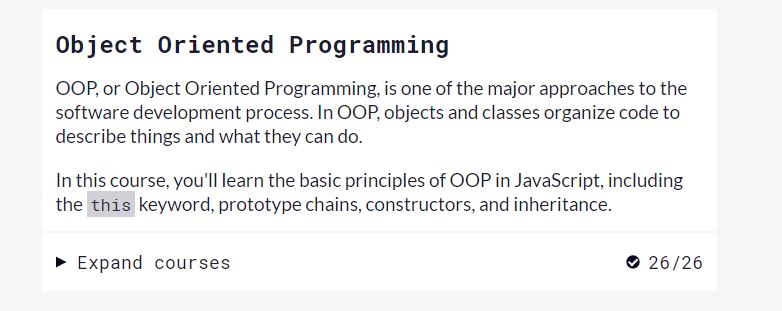 Object Oriented Programming
OOP, or Object Oriented Programming, is one of the major approaches to the
software development process. In OOP, objects and classes organize code to
describe things and what they can do.
In this course, you'll learn the basic principles of OOP in JavaScript, including
the this keyword, prototype chains, constructors, and inheritance.
Expand courses 26/26